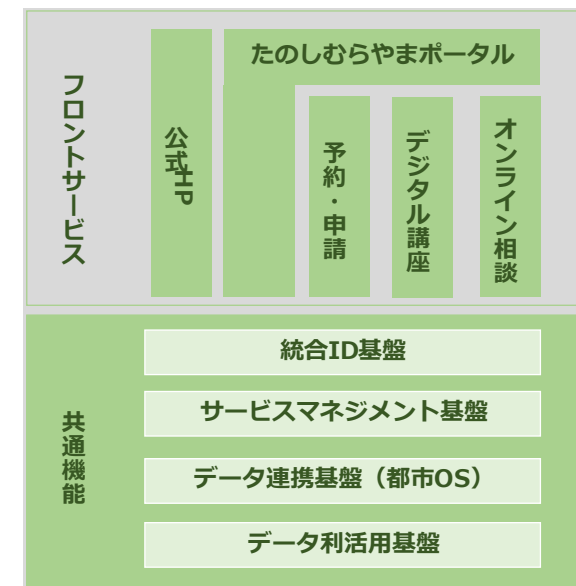 フロントサービス
公式HP
たのしむらやまポータル
予約・申請
デジタル講座
オンライン相談
共通機能
統合ID基盤
サービスマネジメント基盤
データ連携基盤（都市OS）
データ利活用基盤